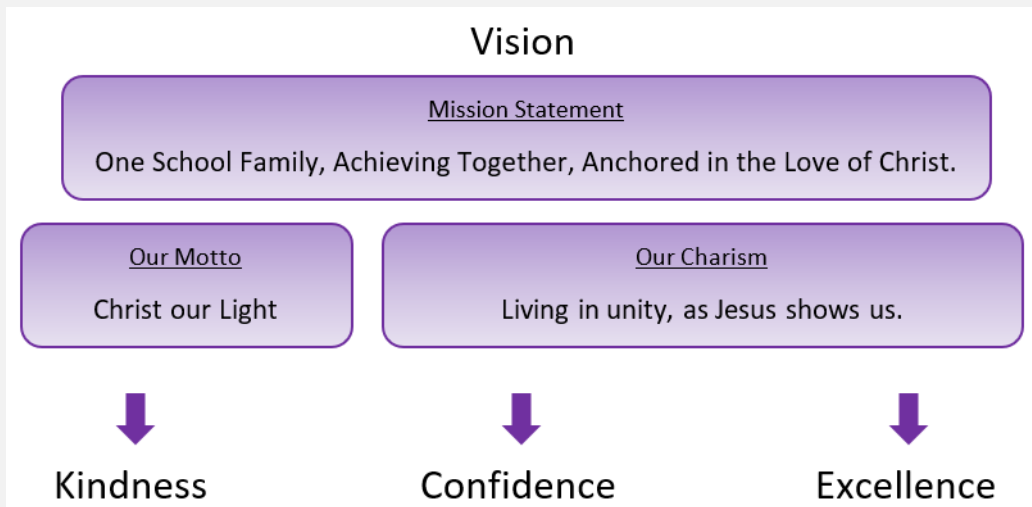 Vision
Mission Statement
One School Family, Achieving Together, Anchored in the Love of Christ.
Our Motto
Christ our Light
Our Charism
Living in unity, as Jesus shows us.
Kindness
Confidence
Excellence